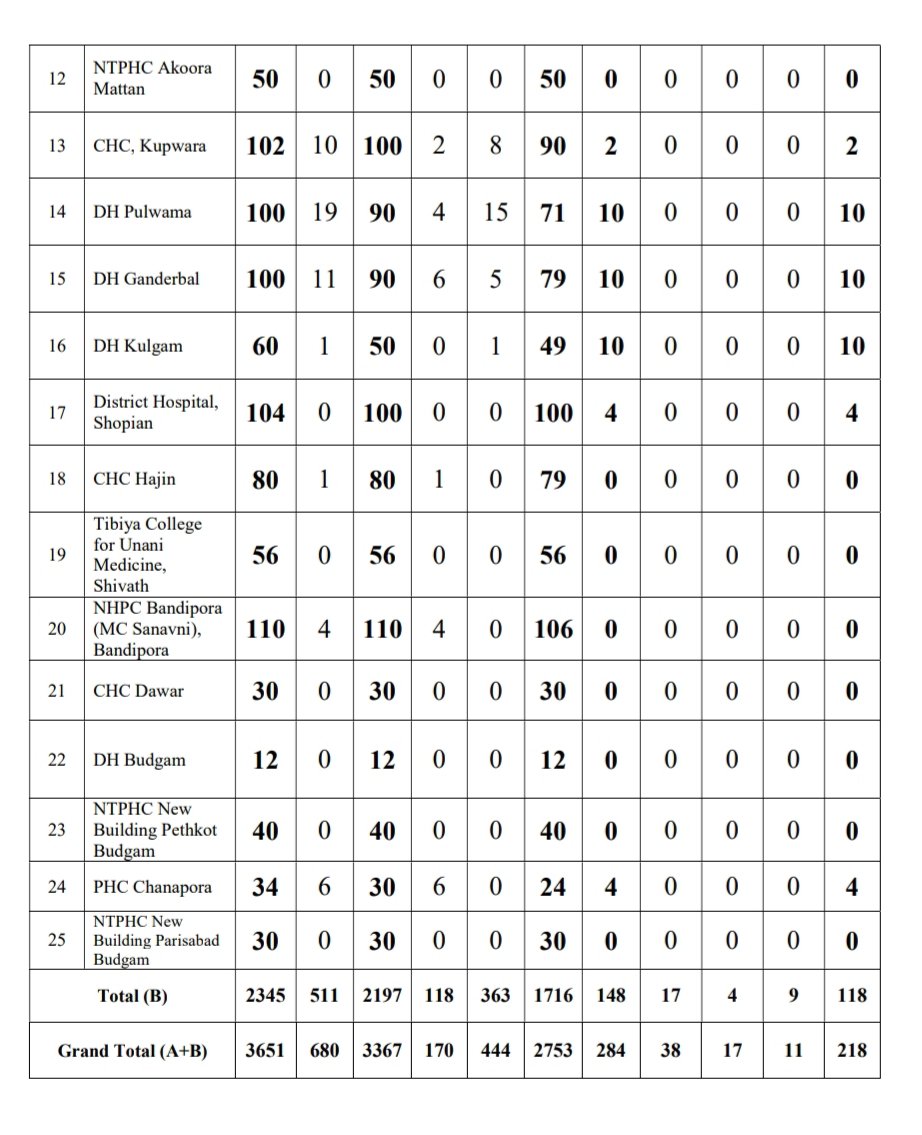 12 NTPHC Akoora Mattan 50 0 50 0 0 50 0 0 0 0 0
13 CHC, Kupwara 102 10 100 2 8 90 2 0 0 0 2
14 DH Pulwama 100 19 90 4 15 71 10 0 0 0 10
15 DH Ganderbal 100 11 90 6 5 79 10 0 0 0 10
16 DH Kulgam 60 1 50 0 1 49 10 0 0 0 10
17 District Hospital, Shopian 104 0 100 0 0 100 4 0 0 0 4
18 CHC Hajin 80 1 80 1 0 79 0 0 0 0 0
19 Tibiya College for Unani Medicine, Shivath 56 0 56 0 0 56 0 0 0 0 0
20 NHPC Bandipora (MC Sanavni), Bandipora 110 4 110 4 0 106 0 0 0 0 0
21 CHC Dawar 30 0 30 0 0 30 0 0 0 0 0
22 DH Budgam 12 0 12 0 0 12 0 0 0 0 0
23 NTPHC New Building Pethkot Budgam 40 0 40 0 0 40 0 0 0 0 0
24 PHC Chanapora 34 6 30 6 0 24 4 0 0 0 4
25 NTPHC New Building Parisabad Budgam 30 0 30 0 0 30 0 0 0 0 0
Total (B) 2345 511 2197 118 363 1716 148 17 4 9 118
Grand Total (A+B) 3651 680 3367 170 444 2753 284 38 17 11 218